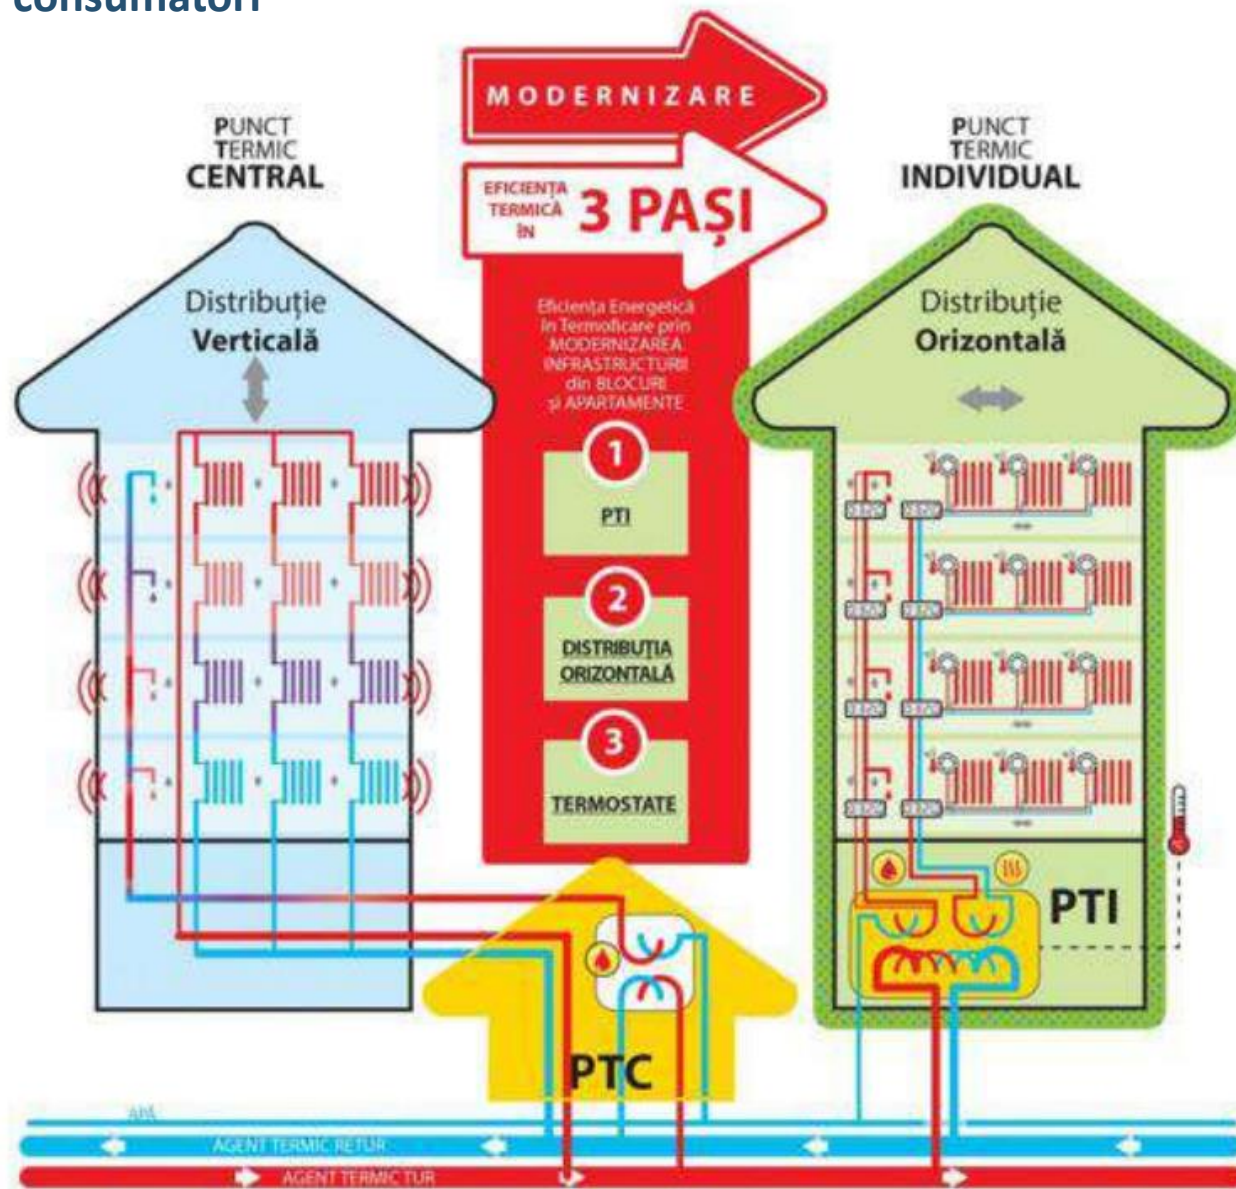 consumatori
MODERNIZARE
PUNCT
TERMIC
CENTRAL
EFICIENȚA
TERMICĂ
ÎN
3 PAȘI
PUNCT
TERMIC
INDIVIDUAL
Distribuție
Verticală
Eficiența Energetică
în Termoficare prin
MODERNIZAREA
INFRASTRUCTURII
din BLOCURI
și APARTAMENTE
Distribuție
Orizontală
1
PTI
2
DISTRIBUȚIA
ORIZONTALĂ
3
TERMOSTATE
PTI
PTC
APĂ
AGENT TERMIC RETUR
AGENT TERMIC TUR